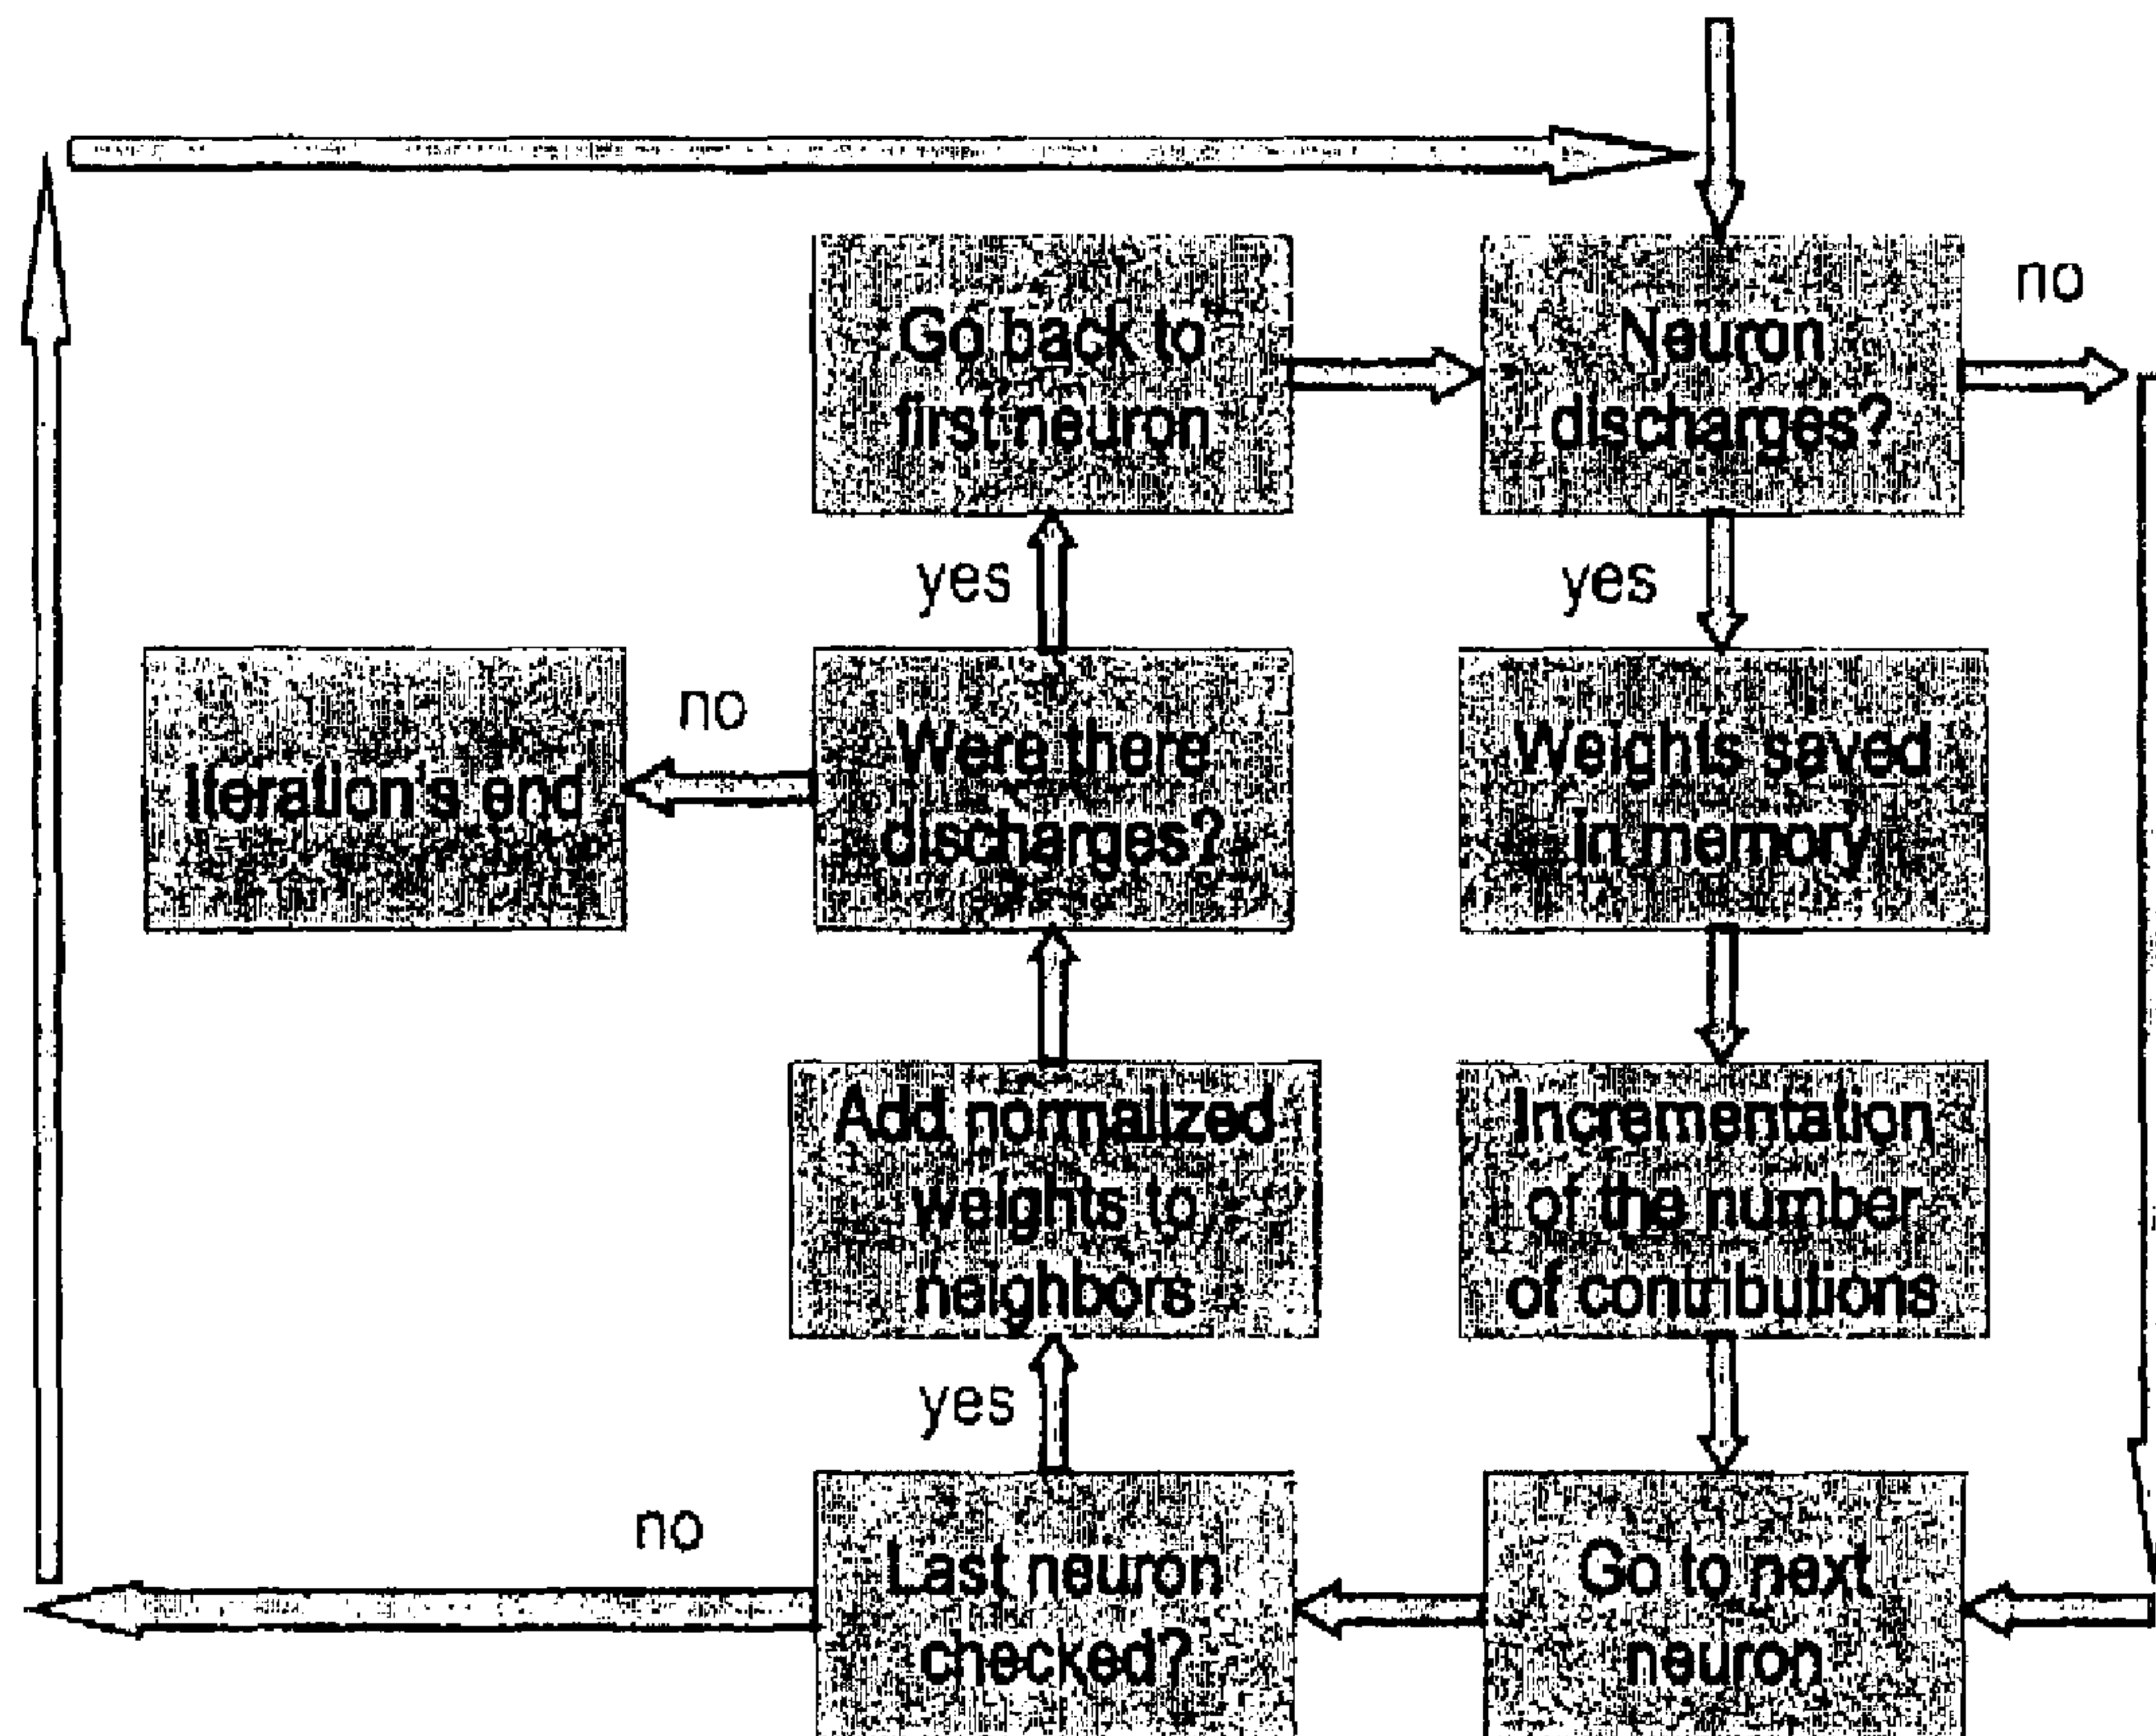 no
Go back to
first neuron
Neuron
discharges?
yes
yes
no
Iteration's end
Were there
discharges?
Weights saved
in memory
Add normalized
weights to
neighbors
Incrementation
of the number
of contributions
yes
no
Last neuron
checked?
Go to next
neuron